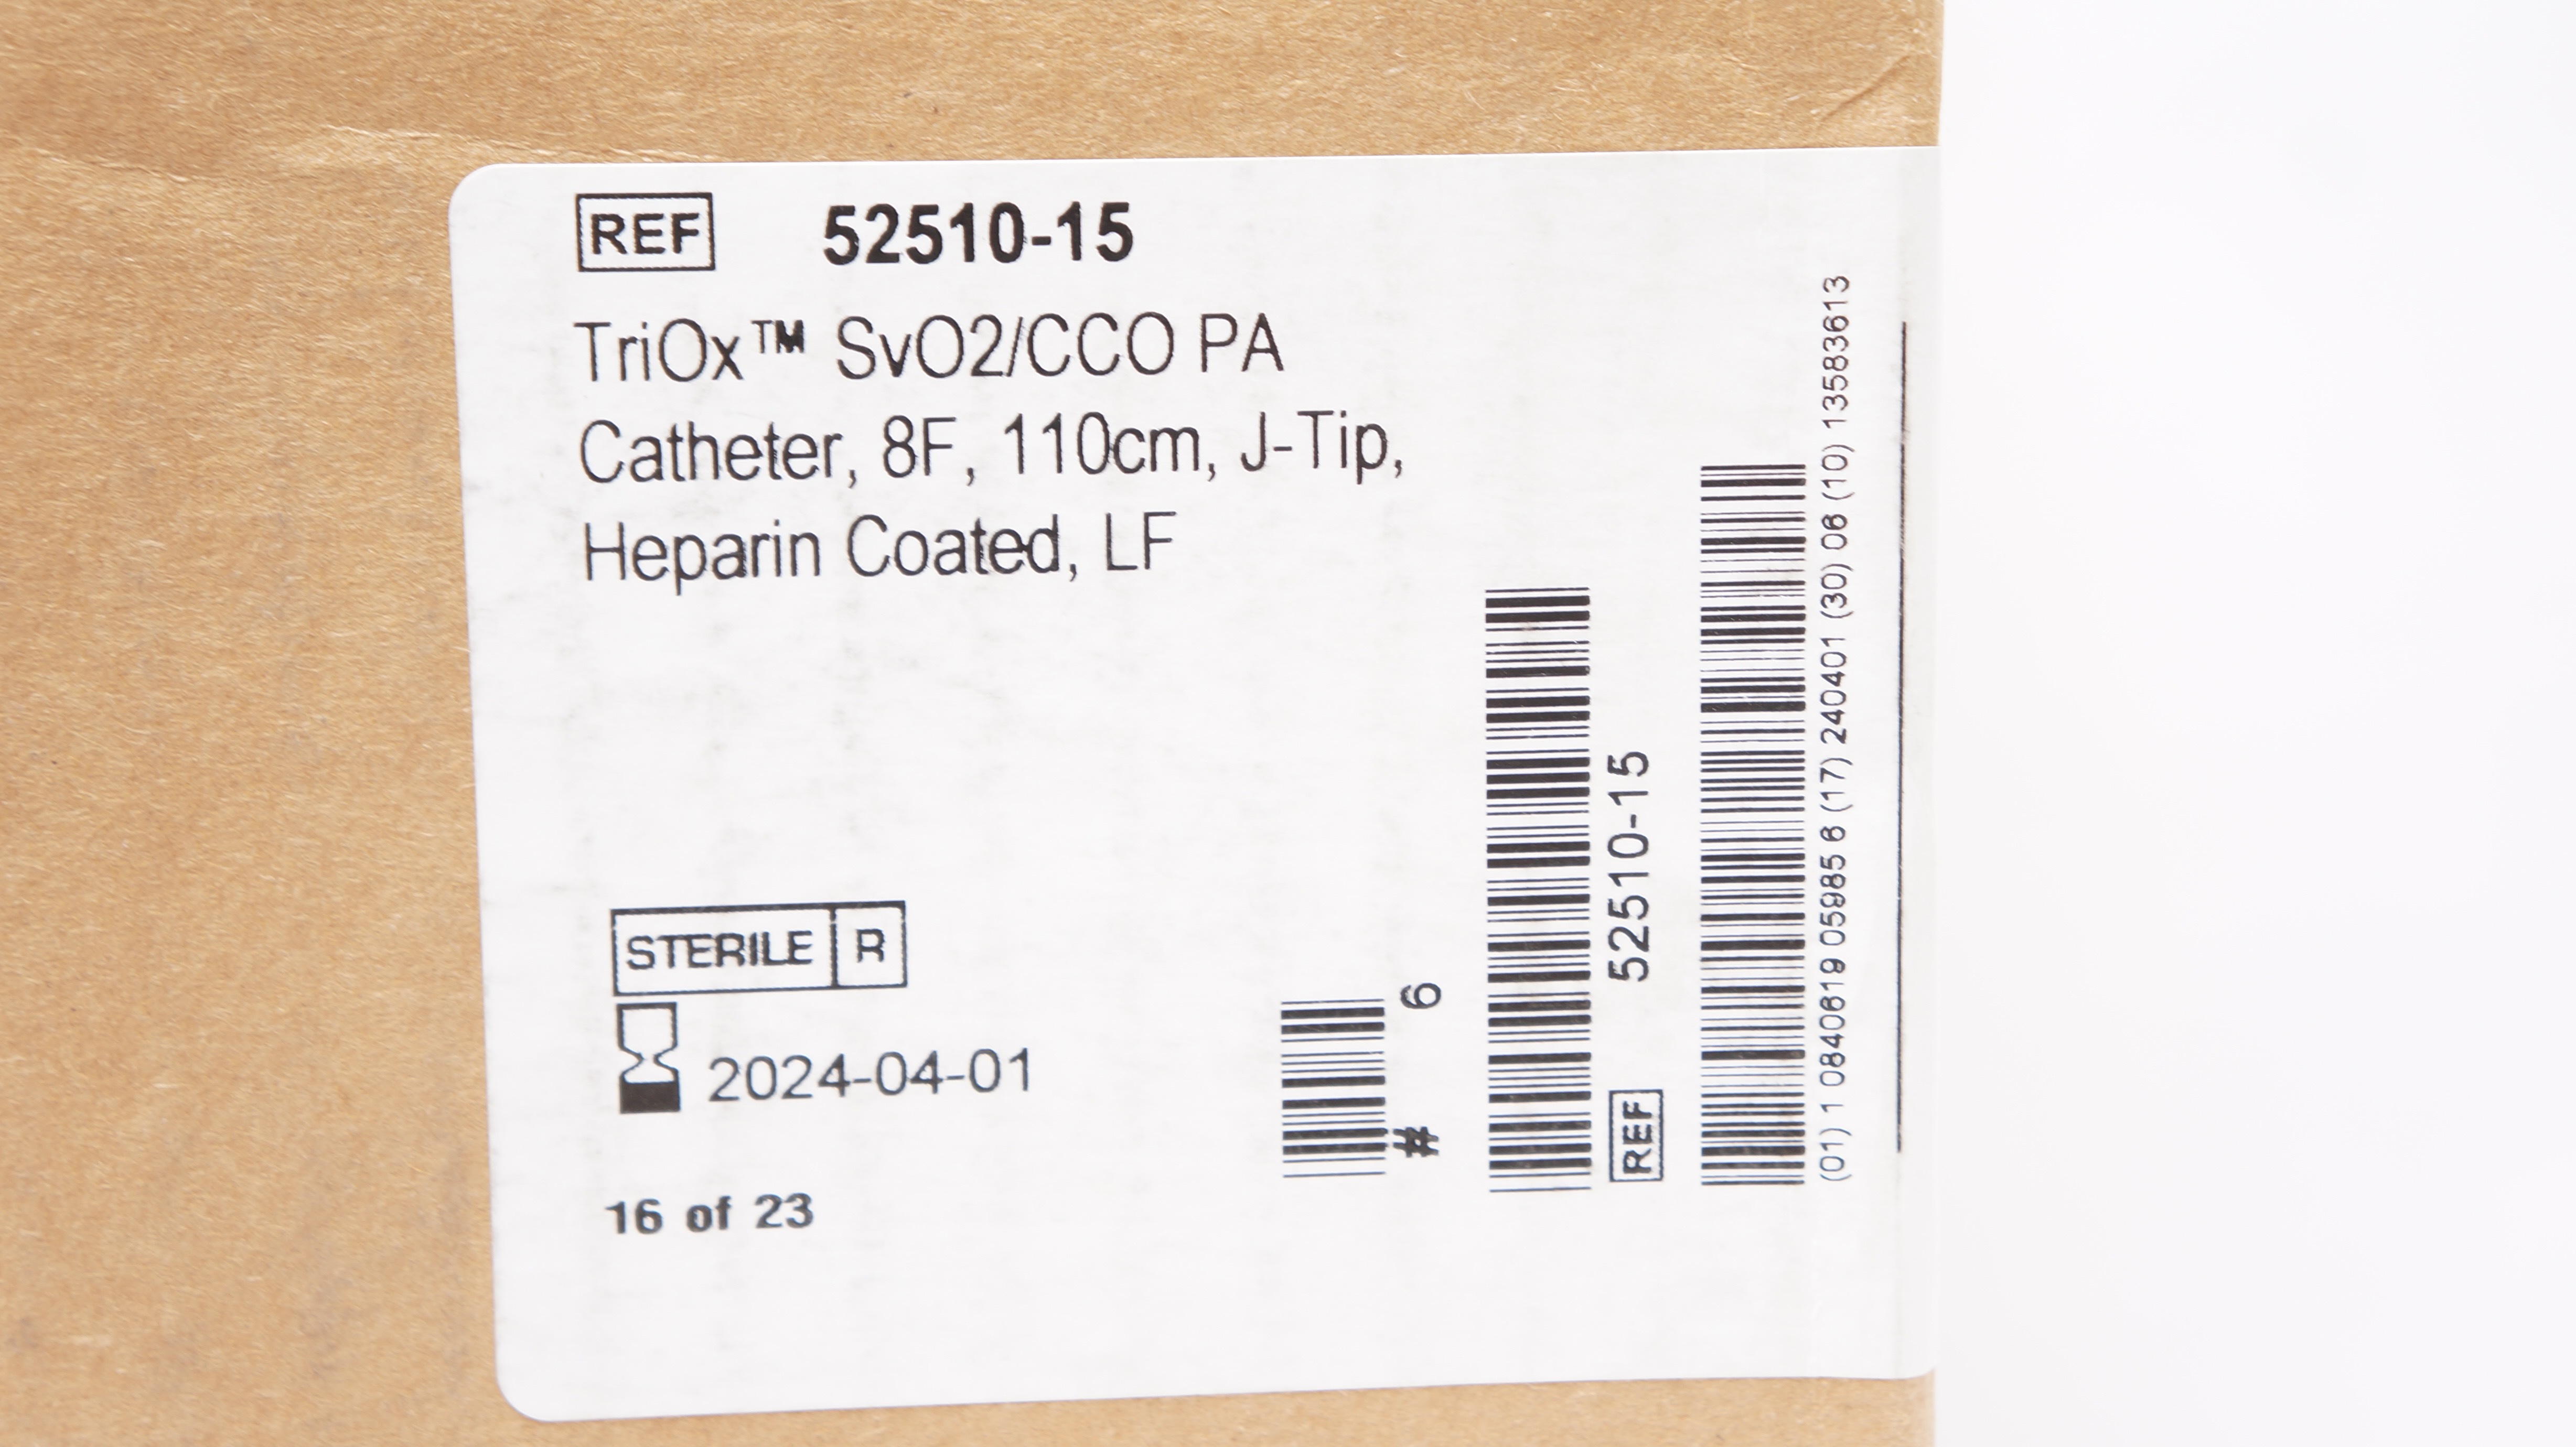 REF 52510-15
TriOx™ SvO2/CCO PA
Catheter, 8F, 110cm, J-Tip,
Heparin Coated, LF
STERILE R
2024-04-01
16 of 23
# 6
REF 52510-15
(01) 1 0840619 05985 6 (17) 240401 (30) 06 (10) 13583613